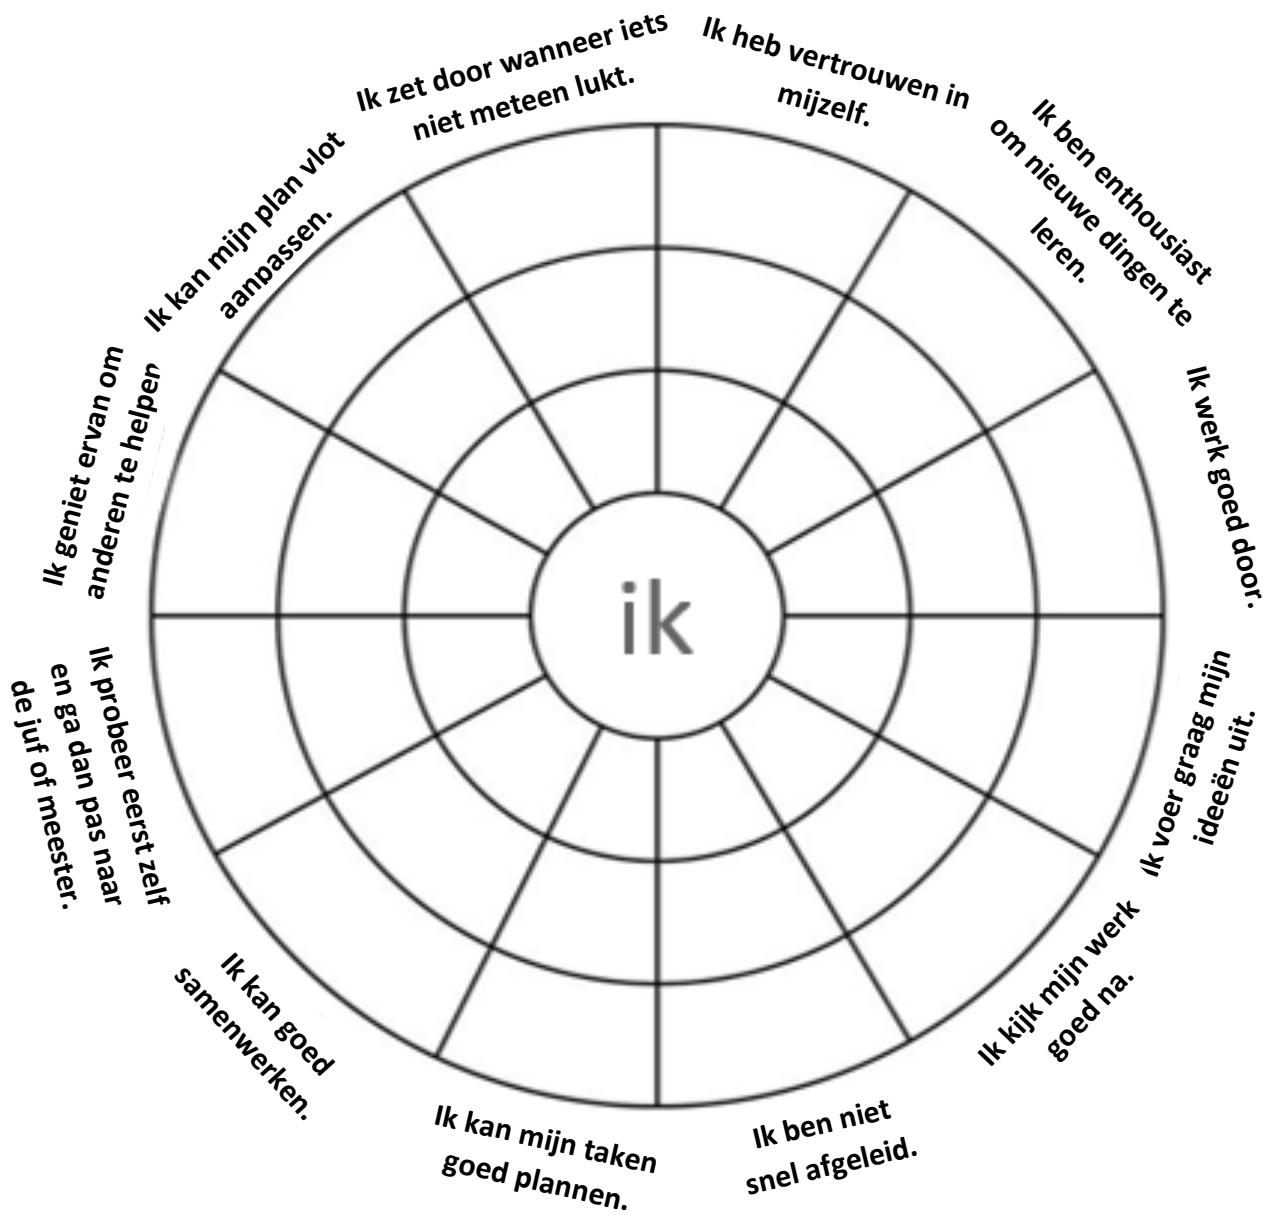 Ik zet door wanneer iets
niet meteen lukt.
Ik heb vertrouwen in
mijzelf.
Ik ben enthousiast
om nieuwe dingen te
leren.
Ik werk goed door.
Ik voer graag mijn
ideeën uit.
Ik kijk mijn werk
goed na.
Ik ben niet
snel afgeleid.
Ik kan mijn taken
goed plannen.
Ik kan goed
samenwerken.
Ik probeer eerst zelf
en ga dan pas naar
de juf of meester.
Ik geniet ervan om
anderen te helpen
Ik kan mijn plan vlot
aanpassen.
ik